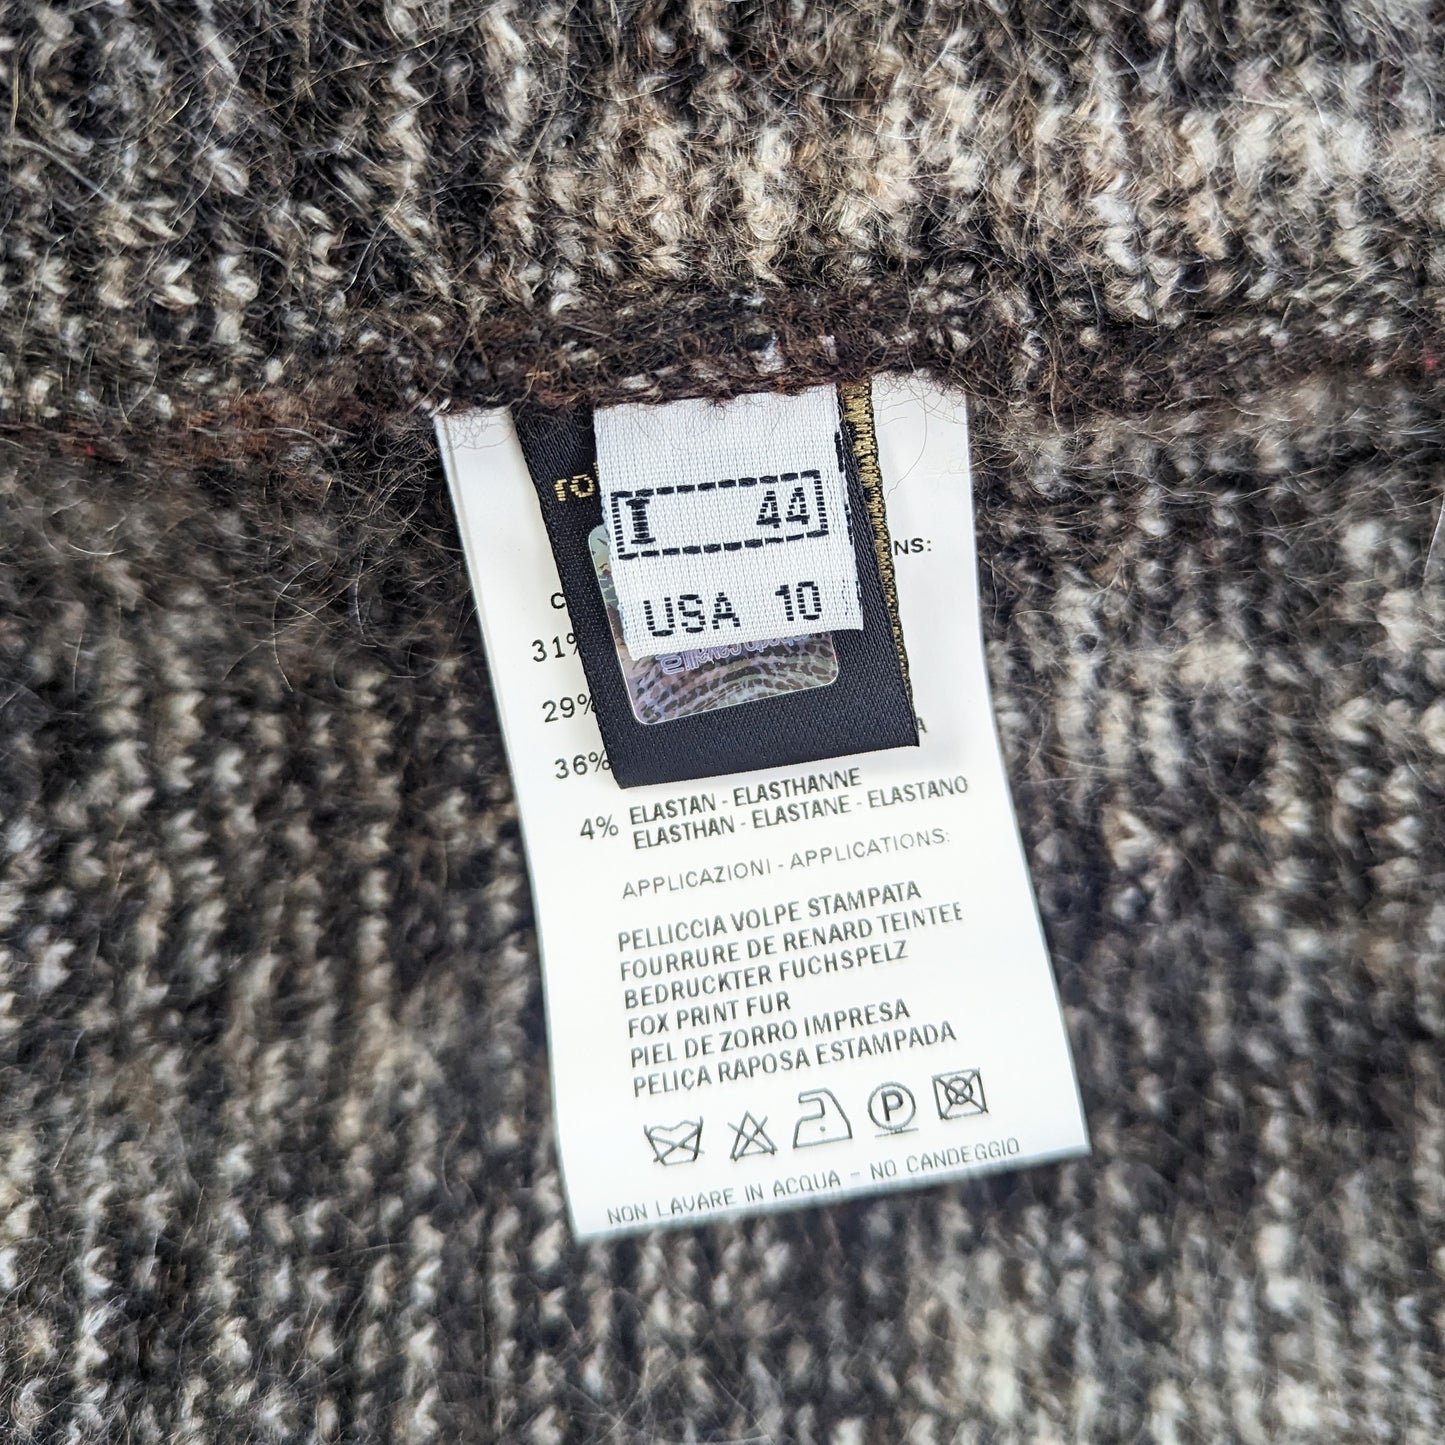 I 44
USA 10
NS:
31%
29%
36%
4% ELASTAN - ELASTHANNE
ELASTHAN - ELASTANE - ELASTANO
APPLICAZIONI - APPLICATIONS:
PELLICCIA VOLPE STAMPATA
FOURRURE DE RENARD TEINTEE
BEDRUCKTER FUCHSPELZ
FOX PRINT FUR
PIEL DE ZORRO IMPRESA
PELIÇA RAPOSA ESTAMPADA
P
NON LAVARE IN ACQUA - NO CANDEGGIO